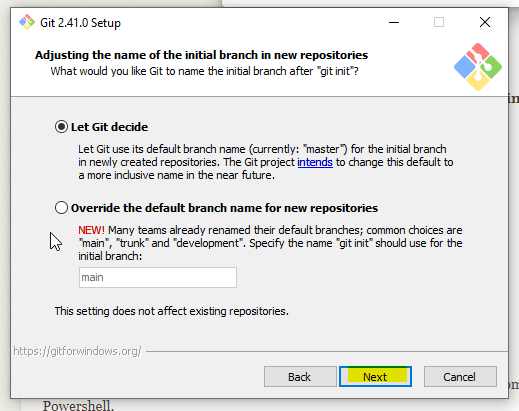 Git 2.41.0 Setup
Adjusting the name of the initial branch in new repositories
What would you like Git to name the initial branch after "git init"?
Let Git decide
Let Git use its default branch name (currently: "master") for the initial branch
in newly created repositories. The Git project intends to change this default to
a more inclusive name in the near future.
Override the default branch name for new repositories
NEW! Many teams already renamed their default branches; common choices are
"main", "trunk" and "development". Specify the name "git init" should use for the
initial branch:
main
This setting does not affect existing repositories.
https://gitforwindows.org/
Back
Next
Cancel
Powershell.